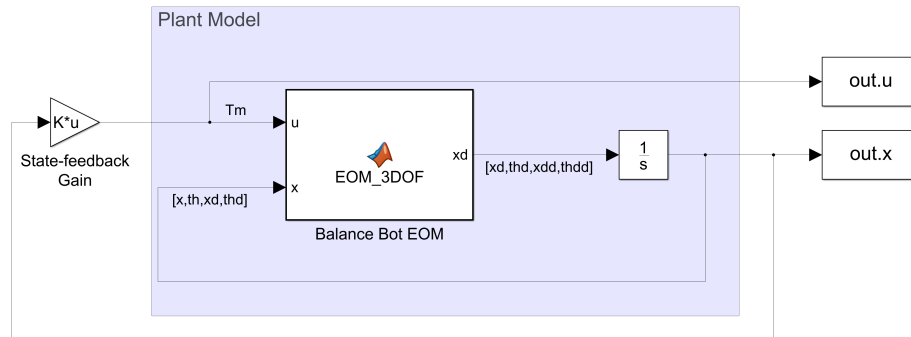 Plant Model
out.u
Tm
K*u
u
State-feedback
Gain
xd
EOM_3DOF
x
[x,th,xd,thd]
Balance Bot EOM
[xd,thd,xdd,thdd]
1
s
out.x